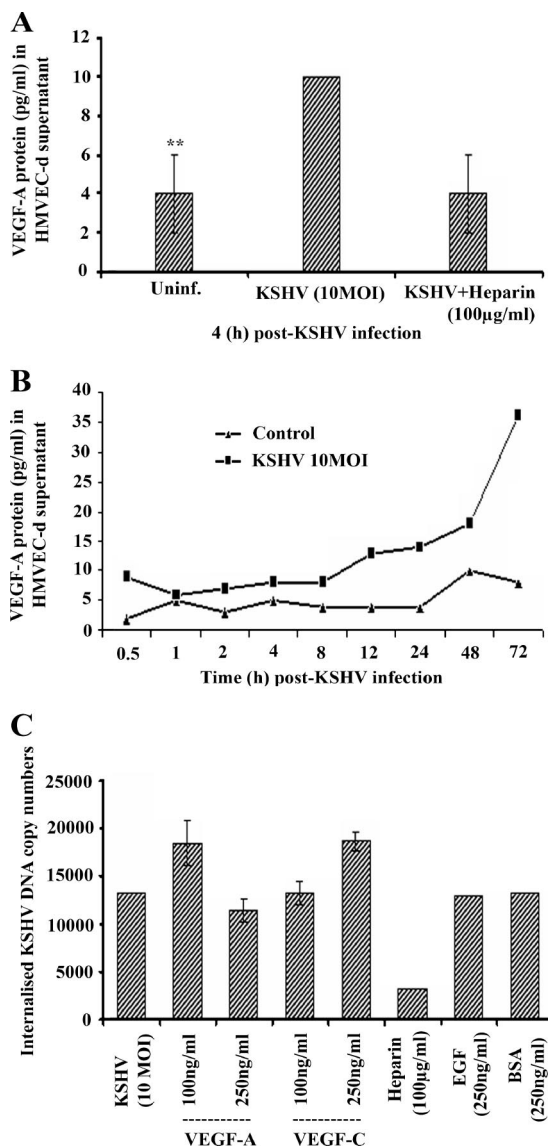 A
VEGF-A protein (pg/ml) in
HMVEC-d supernatant
12
10
8
6
4
2
0
**
Uninf.
KSHV (10MOI)
KSHV+Heparin
(100µg/ml)
4 (h) post-KSHV infection
B
VEGF-A protein (pg/ml) in
HMVEC-d supernatant
40
35
30
25
20
15
10
5
0
Control
KSHV 10MOI
0.5 1 2 4 8 12 24 48 72
Time (h) post-KSHV infection
C
Internalised KSHV DNA copy numbers
25000
20000
15000
10000
5000
0
KSHV
(10 MOI)
100ng/ml
250ng/ml
100ng/ml
250ng/ml
Heparin
(100µg/ml)
EGF
(250ng/ml)
BSA
(250ng/ml)
-----------
VEGF-A
-----------
VEGF-C